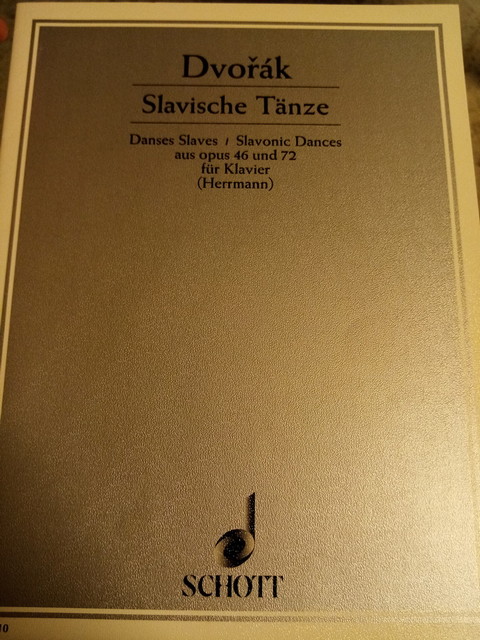 Dvořák
Slavische Tänze
Danses Slaves / Slavonic Dances
aus opus 46 und 72
für Klavier
(Herrmann)
SCHOTT